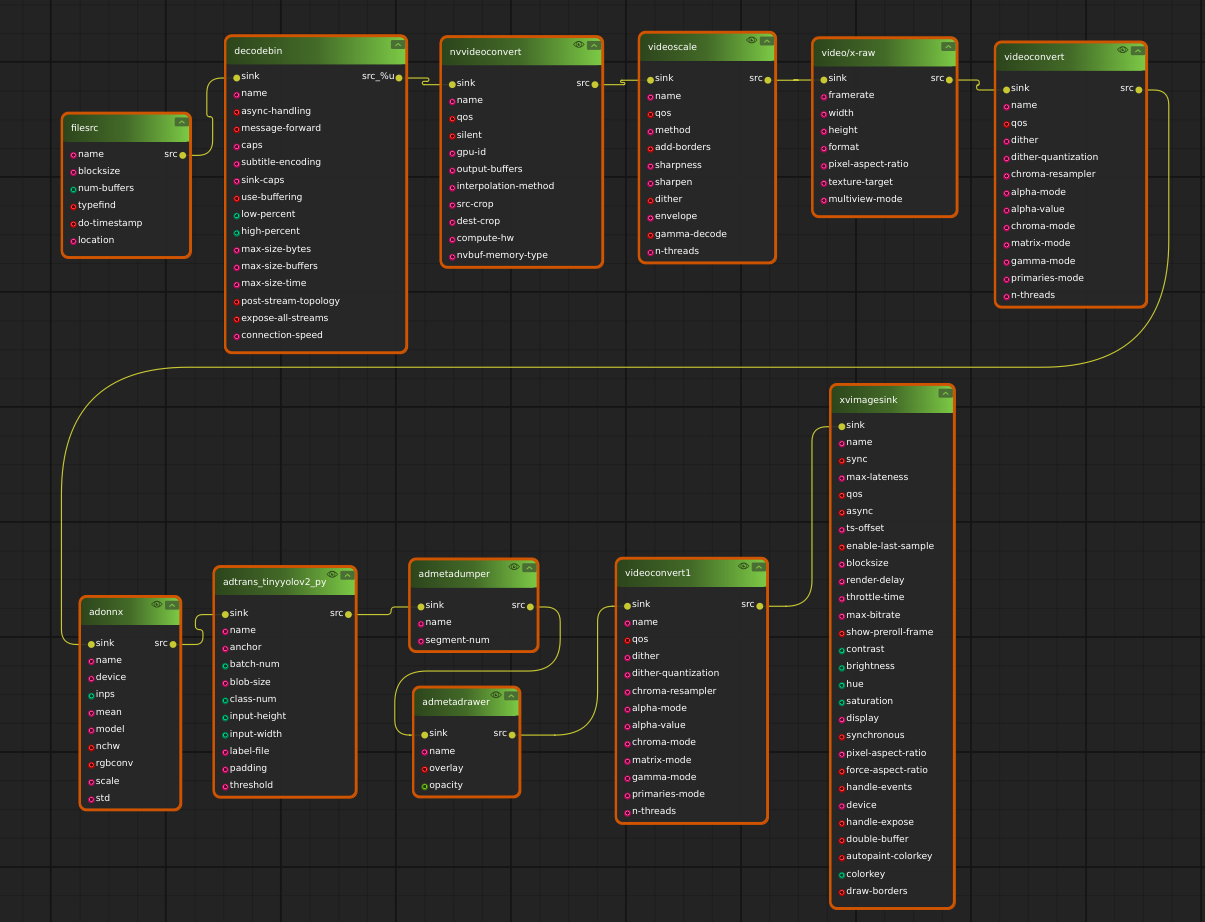 filesrc
name src
blocksize
num-buffers
typefind
do-timestamp
location
decodebin
sink src_%u
name
async-handling
message-forward
caps
subtitle-encoding
sink-caps
use-buffering
low-percent
high-percent
max-size-bytes
max-size-buffers
max-size-time
post-stream-topology
expose-all-streams
connection-speed
nvvideoconvert
sink src
name
qos
silent
gpu-id
output-buffers
interpolation-method
src-crop
dest-crop
compute-hw
nvbuf-memory-type
videoscale
sink src
name
qos
method
add-borders
sharpness
sharpen
dither
envelope
gamma-decode
n-threads
video/x-raw
sink src
framerate
width
height
format
pixel-aspect-ratio
texture-target
multiview-mode
videoconvert
sink src
name
qos
dither
dither-quantization
chroma-resampler
alpha-mode
alpha-value
chroma-mode
matrix-mode
gamma-mode
primaries-mode
n-threads
adonnx
sink src
name
device
inps
mean
model
nchw
rgbconv
scale
std
adtrans_tinyyolov2_py
sink src
name
anchor
batch-num
blob-size
class-num
input-height
input-width
label-file
padding
threshold
admetadumper
sink src
name
segment-num
admetadrawer
sink src
name
overlay
opacity
videoconvert1
sink src
name
qos
dither
dither-quantization
chroma-resampler
alpha-mode
alpha-value
chroma-mode
matrix-mode
gamma-mode
primaries-mode
n-threads
xvimagesink
sink
name
sync
max-lateness
qos
async
ts-offset
enable-last-sample
blocksize
render-delay
throttle-time
max-bitrate
show-preroll-frame
contrast
brightness
hue
saturation
display
synchronous
pixel-aspect-ratio
force-aspect-ratio
handle-events
device
handle-expose
double-buffer
autopaint-colorkey
colorkey
draw-borders